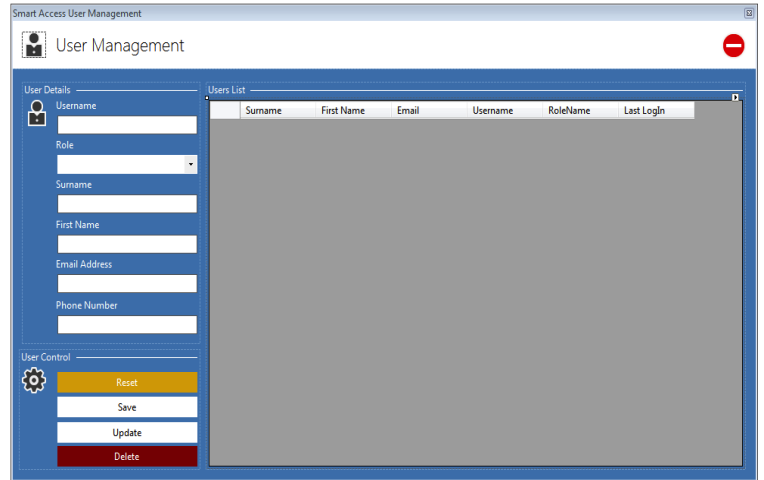 Smart Access User Management
User Management
User Details
Username
Role
Surname
First Name
Email Address
Phone Number
User Control
Reset
Save
Update
Delete
Users List
Surname First Name Email Username RoleName Last LogIn